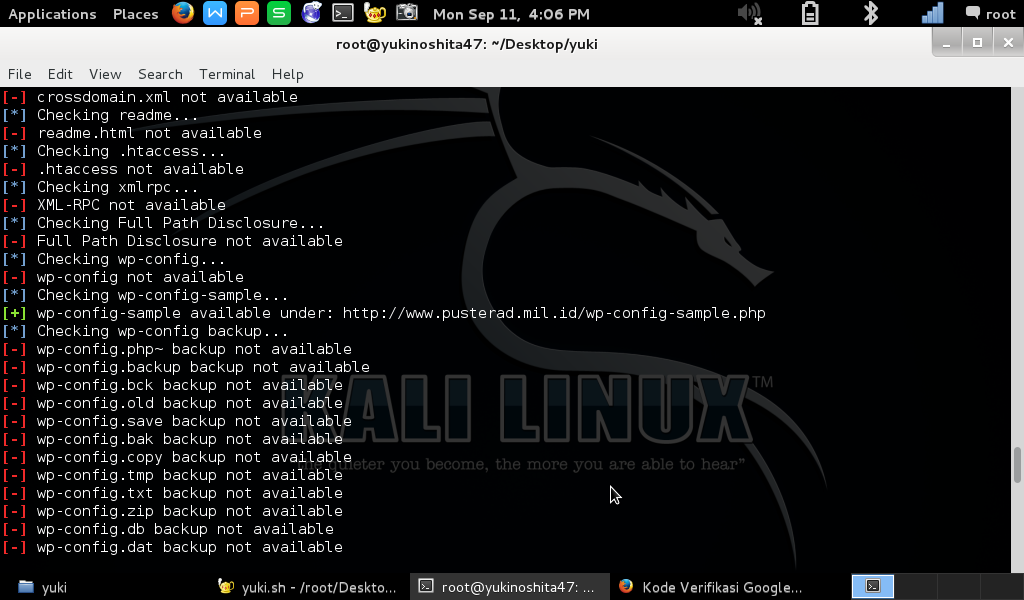 Applications Places Mon Sep 11, 4:06 PM root
root@yukinoshita47: ~/Desktop/yuki
File Edit View Search Terminal Help
[-] crossdomain.xml not available
[*] Checking readme...
[-] readme.html not available
[*] Checking .htaccess...
[-] .htaccess not available
[*] Checking xmlrpc...
[-] XML-RPC not available
[*] Checking Full Path Disclosure...
[-] Full Path Disclosure not available
[*] Checking wp-config...
[-] wp-config not available
[*] Checking wp-config-sample...
[+] wp-config-sample available under: http://www.pusterad.mil.id/wp-config-sample.php
[*] Checking wp-config backup...
[-] wp-config.php~ backup not available
[-] wp-config.backup backup not available
[-] wp-config.bck backup not available
[-] wp-config.old backup not available
[-] wp-config.save backup not available
[-] wp-config.bak backup not available
[-] wp-config.copy backup not available
[-] wp-config.tmp backup not available
[-] wp-config.txt backup not available
[-] wp-config.zip backup not available
[-] wp-config.db backup not available
[-] wp-config.dat backup not available
KALI LINUX™
"the quieter you become, the more you are able to hear"
yuki yuki.sh - /root/Deskto... root@yukinoshita47: ... Kode Verifikasi Google...